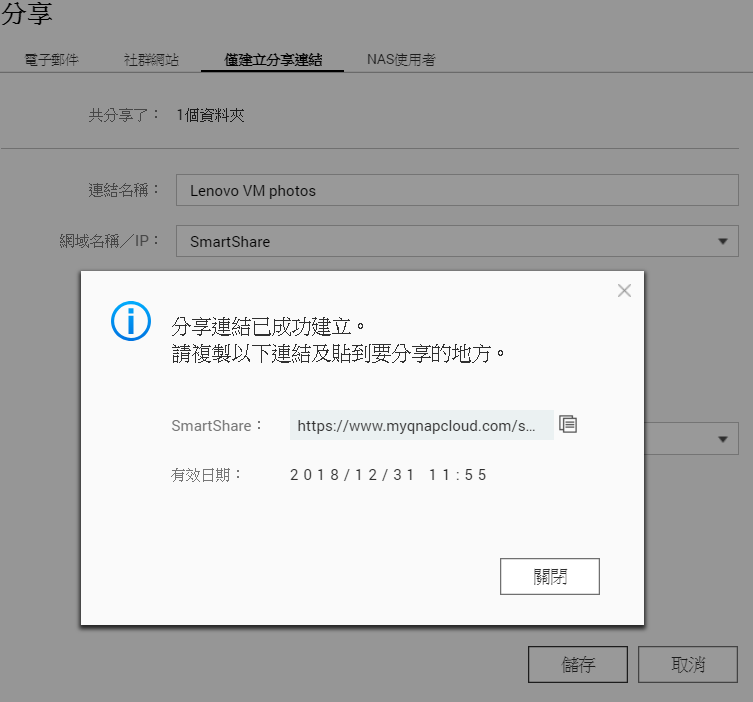 分享
電子郵件 社群網站 僅建立分享連結 NAS使用者
共分享了： 1個資料夾
連結名稱： Lenovo VM photos
網域名稱／IP： SmartShare
分享連結已成功建立。
請複製以下連結及貼到要分享的地方。
SmartShare： https://www.myqnapcloud.com/s...
有效日期： 2018/12/31 11:55
關閉
儲存 取消